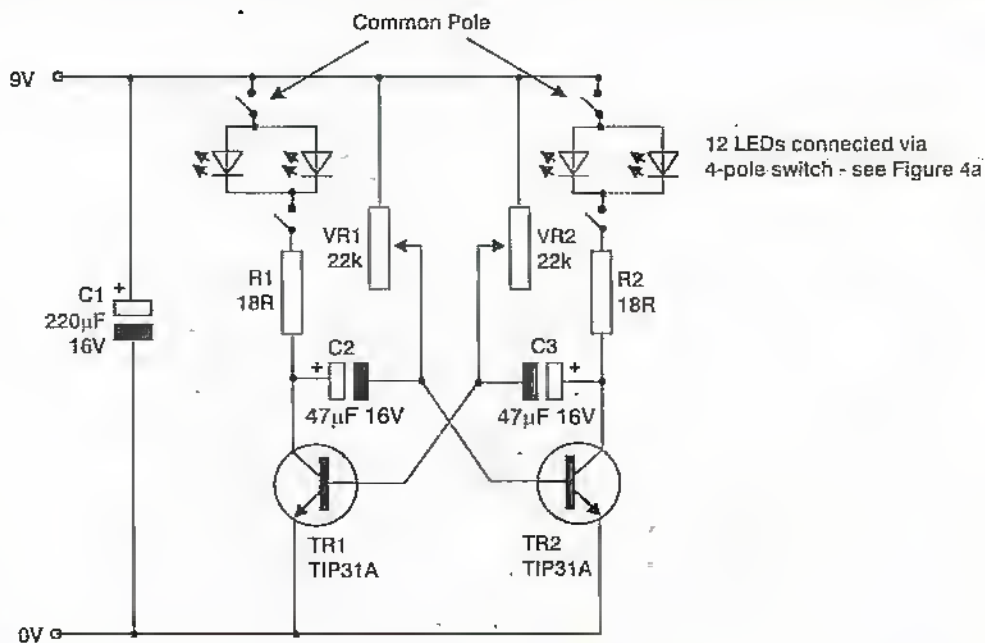 Common Pole
9V
12 LEDs connected via
4-pole switch - see Figure 4a
VR1
22k
VR2
22k
R1
18R
R2
18R
+
C1
220µF
16V
C2
+
47µF 16V
C3
+
47µF 16V
TR1
TIP31A
TR2
TIP31A
0V